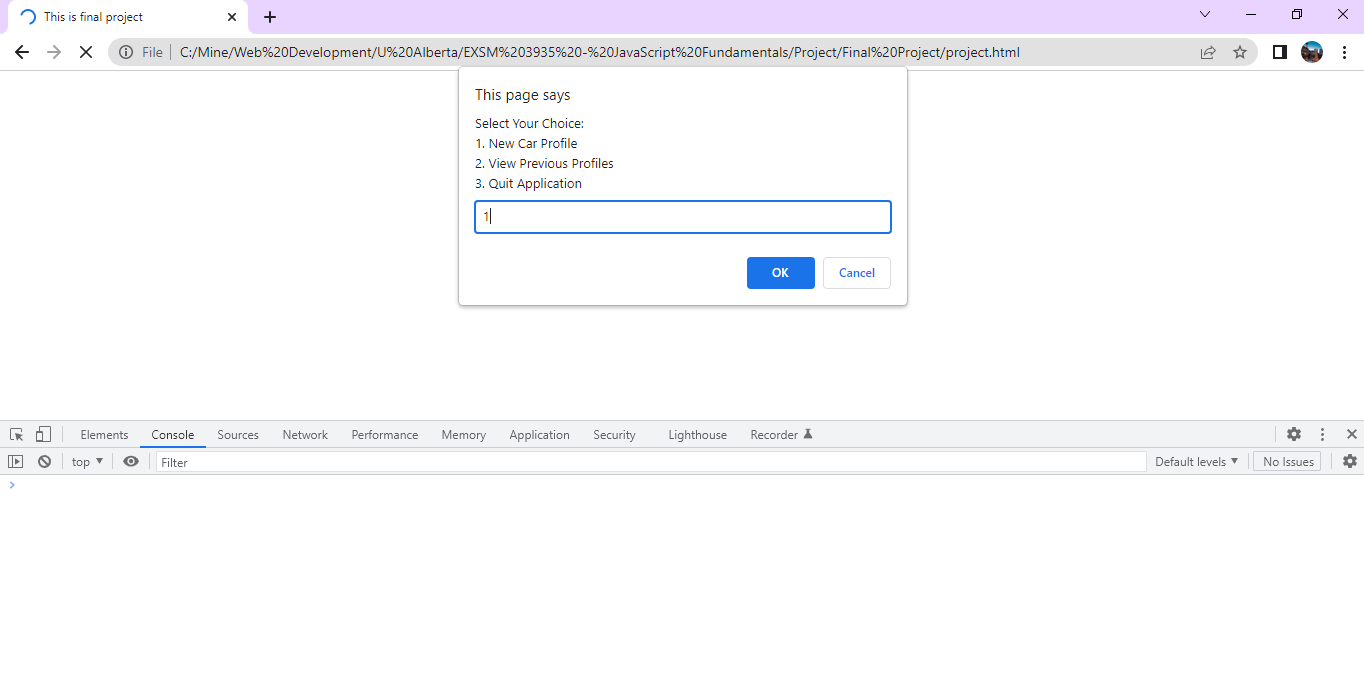 This is final project
File
C:/Mine/Web%20Development/U%20Alberta/EXSM%203935%20-%20JavaScript%20Fundamentals/Project/Final%20Project/project.html
This page says
Select Your Choice:
1. New Car Profile
2. View Previous Profiles
3. Quit Application
1
OK Cancel
Elements Console Sources Network Performance Memory Application Security Lighthouse Recorder
top Filter Default levels No Issues